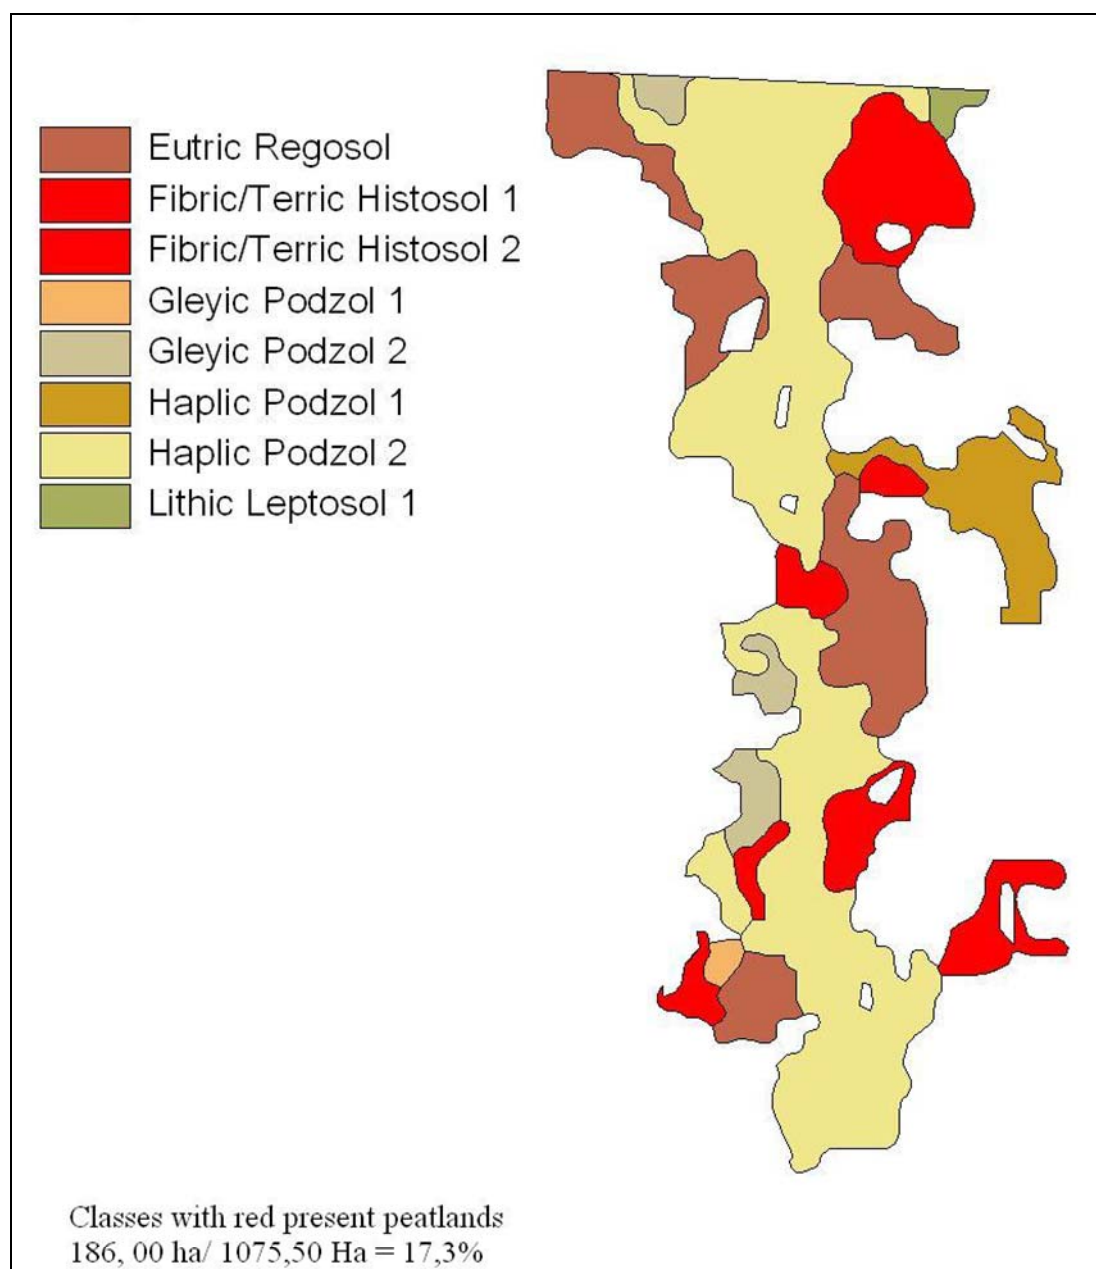 Eutric Regosol
Fibric/Terric Histosol 1
Fibric/Terric Histosol 2
Gleyic Podzol 1
Gleyic Podzol 2
Haplic Podzol 1
Haplic Podzol 2
Lithic Leptosol 1
Classes with red present peatlands
186, 00 ha/ 1075,50 Ha = 17,3%